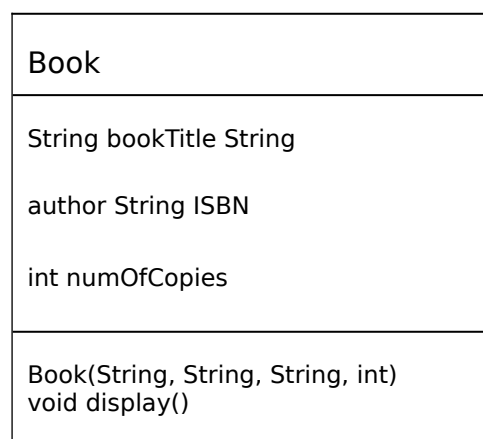 Book
String bookTitle String
author String ISBN
int numOfCopies
Book(String, String, String, int)
void display()